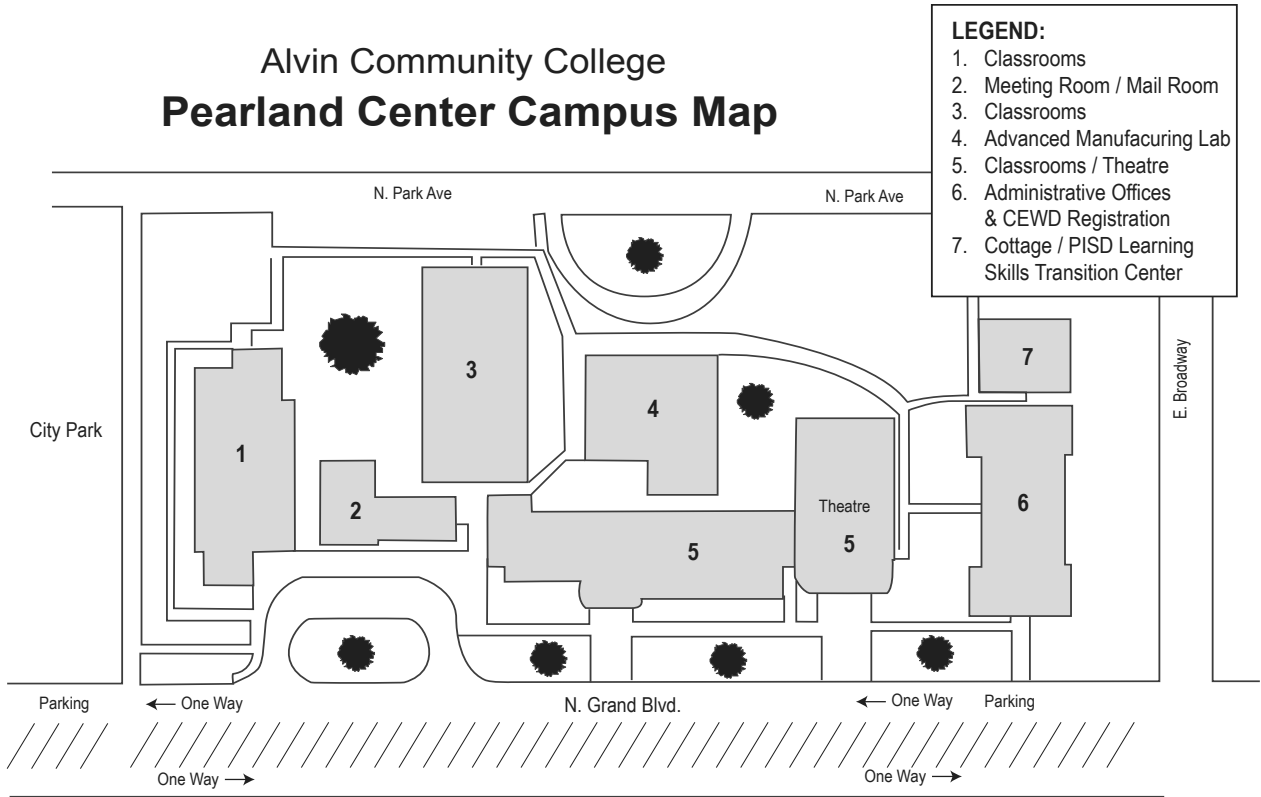 Alvin Community College
Pearland Center Campus Map
LEGEND:
1. Classrooms
2. Meeting Room / Mail Room
3. Classrooms
4. Advanced Manufacuring Lab
5. Classrooms / Theatre
6. Administrative Offices
& CEWD Registration
7. Cottage / PISD Learning
Skills Transition Center
N. Park Ave
N. Park Ave
City Park
1
2
3
4
Theatre
5
5
6
7
E. Broadway
Parking
← One Way
N. Grand Blvd.
← One Way
Parking
One Way →
One Way →